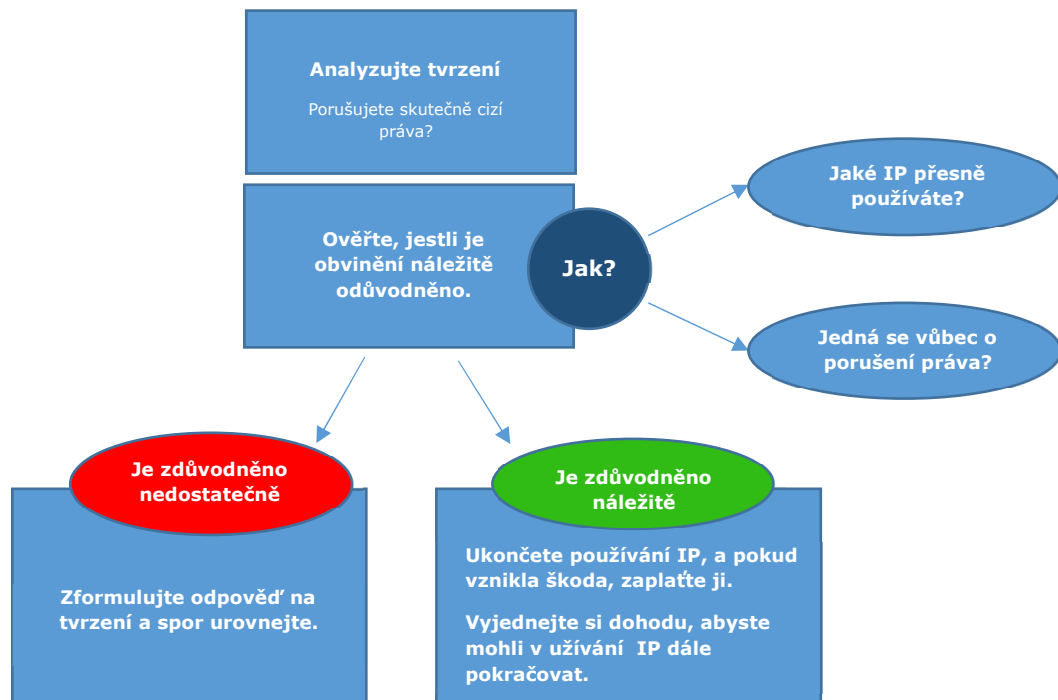 Analyzujte tvrzení
Porušujete skutečně cizí
práva?
Ověřte, jestli je
obvinění náležitě
odůvodněno.
Jak?
Jaké IP přesně
používáte?
Jedná se vůbec o
porušení práva?
Je zdůvodněno
nedostatečně
Zformulujte odpověď na
tvrzení a spor urovnejte.
Je zdůvodněno
náležitě
Ukončete používání IP, a pokud
vznikla škoda, zaplaťte ji.
Vyjednejte si dohodu, abyste
mohli v užívání  IP dále
pokračovat.